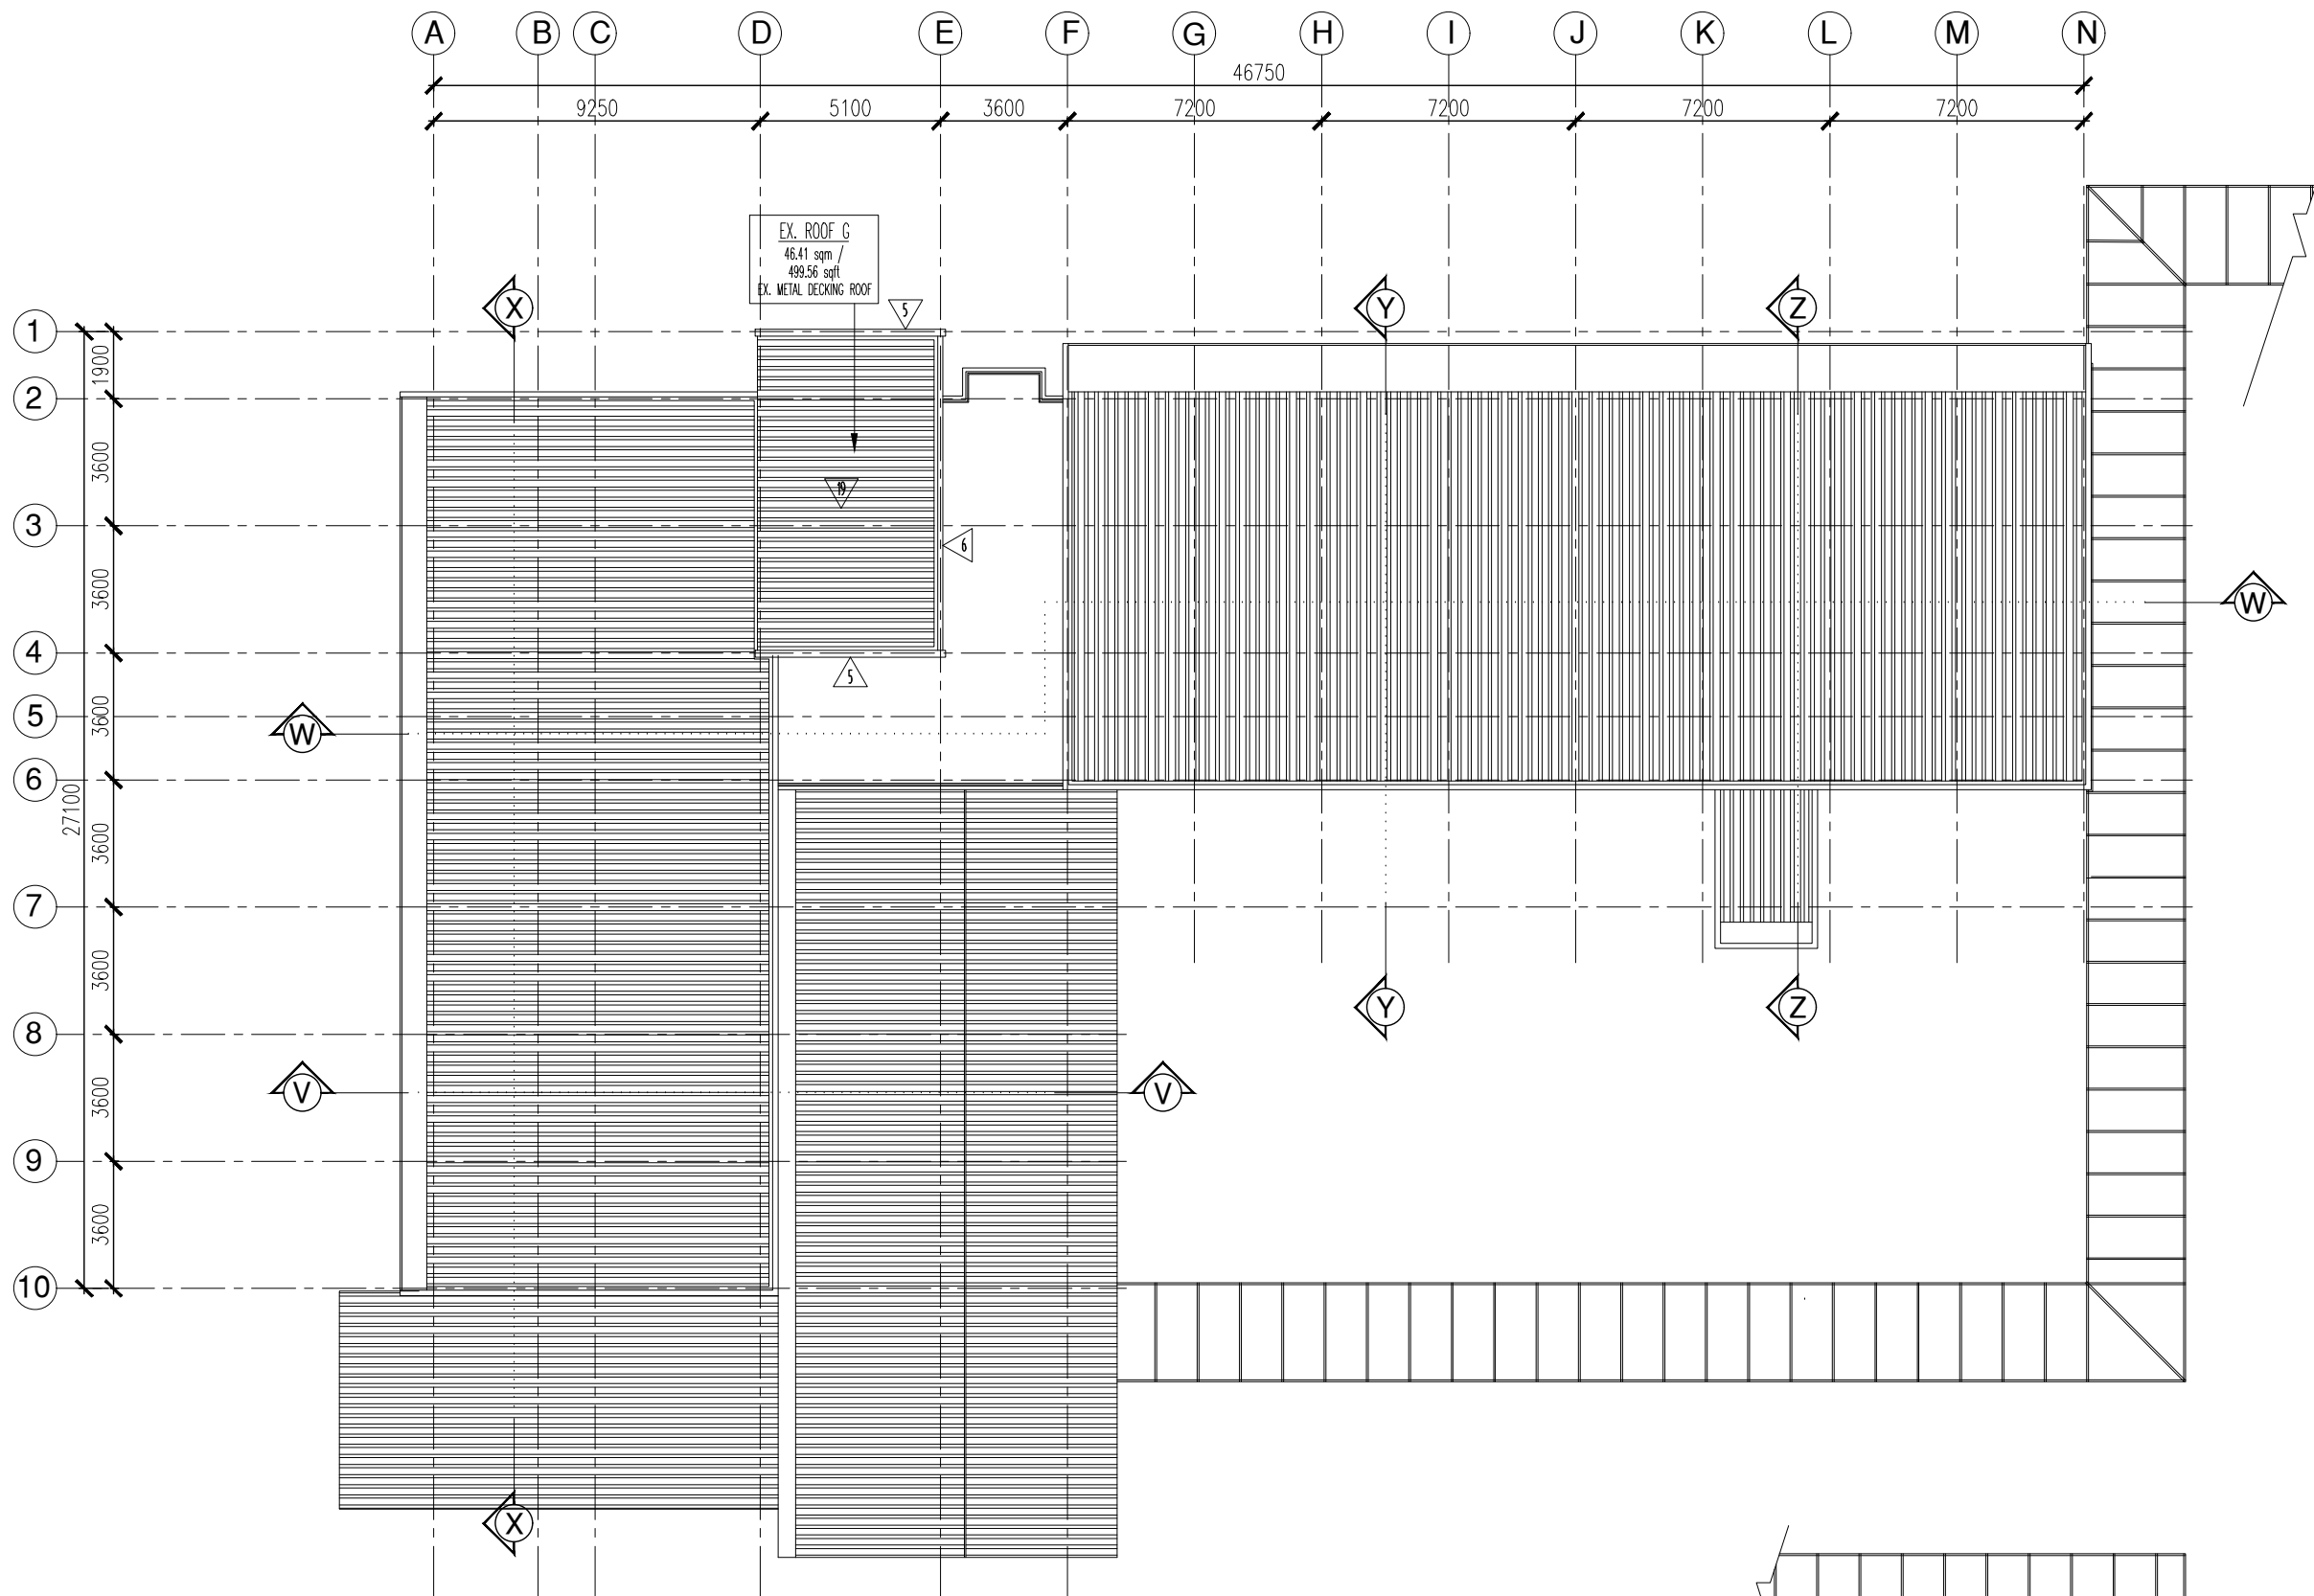 A B C D E F G H I J K L M N
46750
9250 5100 3600 7200 7200 7200 7200
EX. ROOF G
46.41 sqm /
499.56 sqft
EX. METAL DECKING ROOF
5
X Y Z
1
1900
2
3600
19
3
6
3600
W
4
5
3600
5
W
6
27100
3600
7
3600
Y Z
8
V V
3600
9
3600
10
X